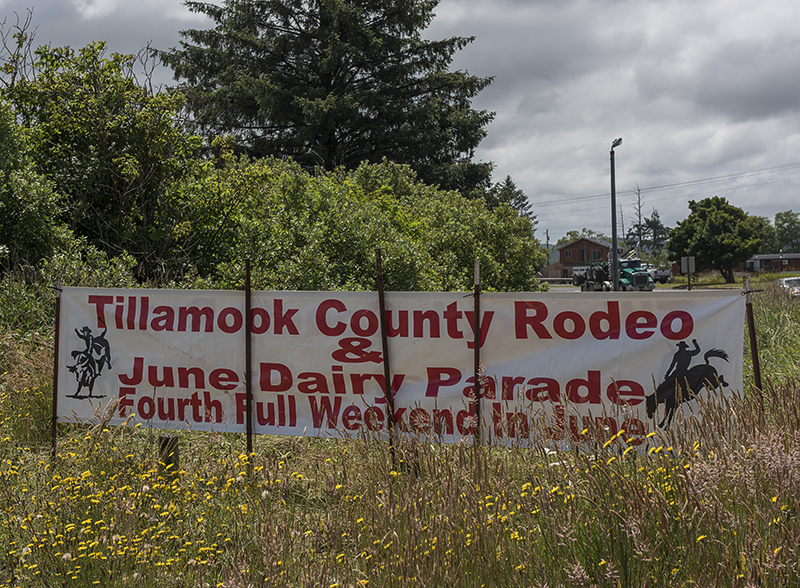 Tillamook County Rodeo
&
June Dairy Parade
Fourth Full Weekend In June